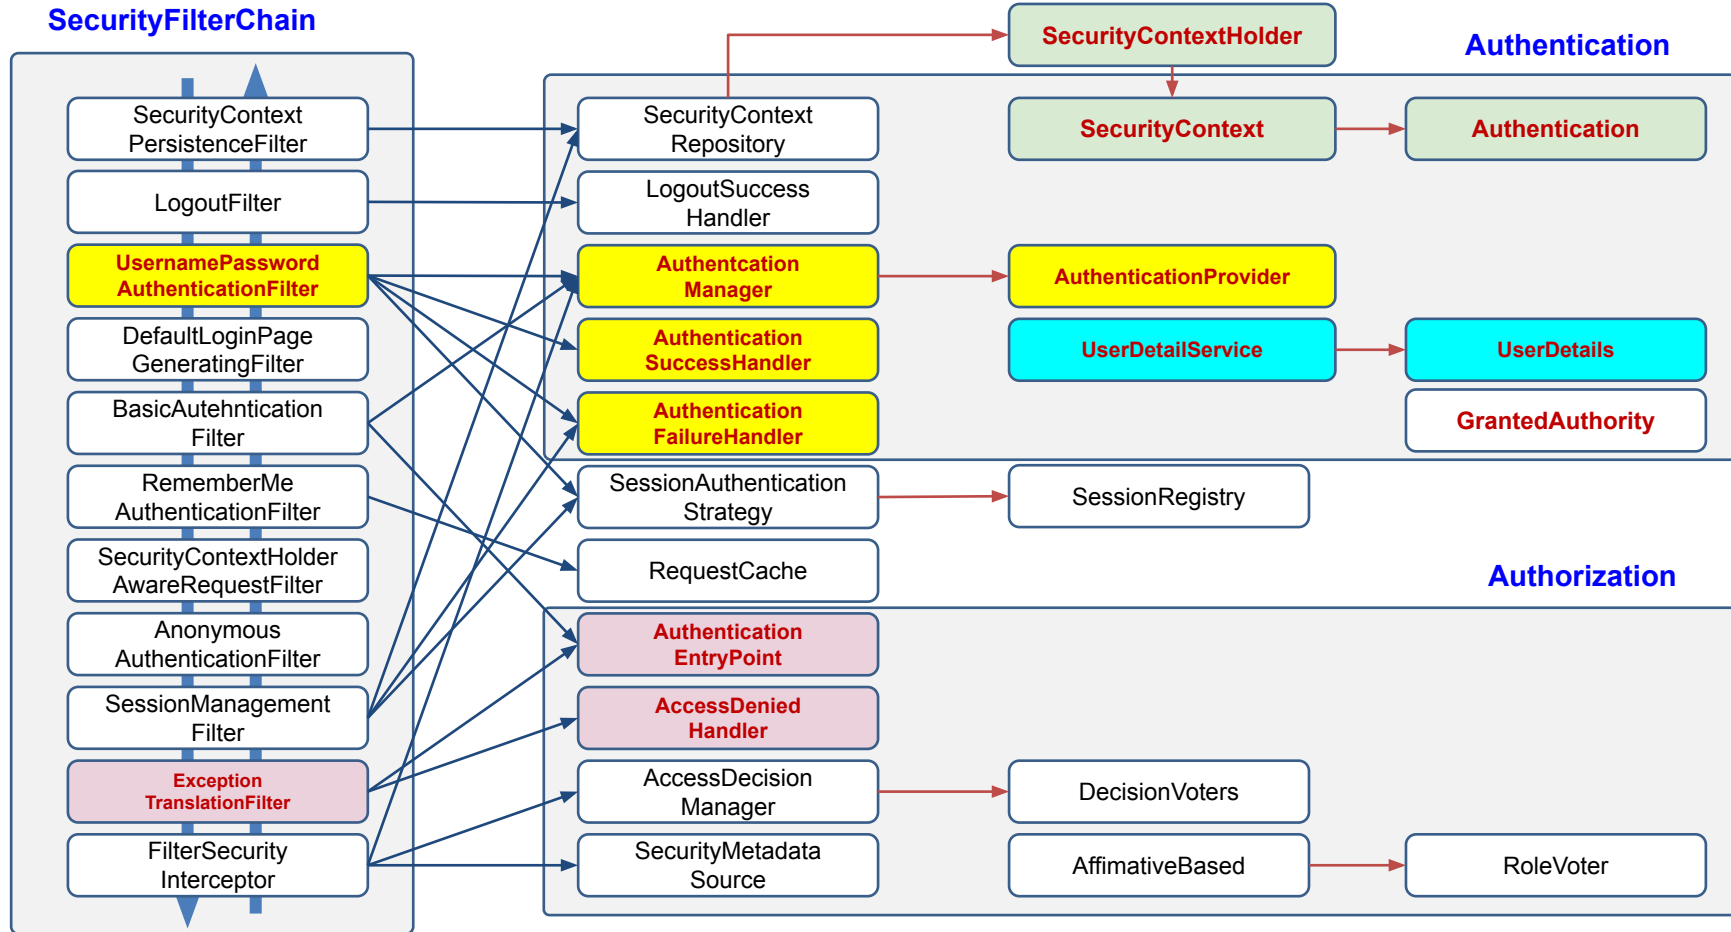 SecurityFilterChain
SecurityContext
PersistenceFilter
LogoutFilter
UsernamePassword
AuthenticationFilter
DefaultLoginPage
GeneratingFilter
BasicAutehntication
Filter
RememberMe
AuthenticationFilter
SecurityContextHolder
AwareRequestFilter
Anonymous
AuthenticationFilter
SessionManagement
Filter
Exception
TranslationFilter
FilterSecurity
Interceptor
SecurityContextHolder
Authentication
SecurityContext
Repository
SecurityContext
Authentication
LogoutSuccess
Handler
Authentcation
Manager
AuthenticationProvider
Authentication
SuccessHandler
UserDetailService
UserDetails
Authentication
FailureHandler
GrantedAuthority
SessionAuthentication
Strategy
SessionRegistry
RequestCache
Authorization
Authentication
EntryPoint
AccessDenied
Handler
AccessDecision
Manager
DecisionVoters
SecurityMetadata
Source
AffimativeBased
RoleVoter